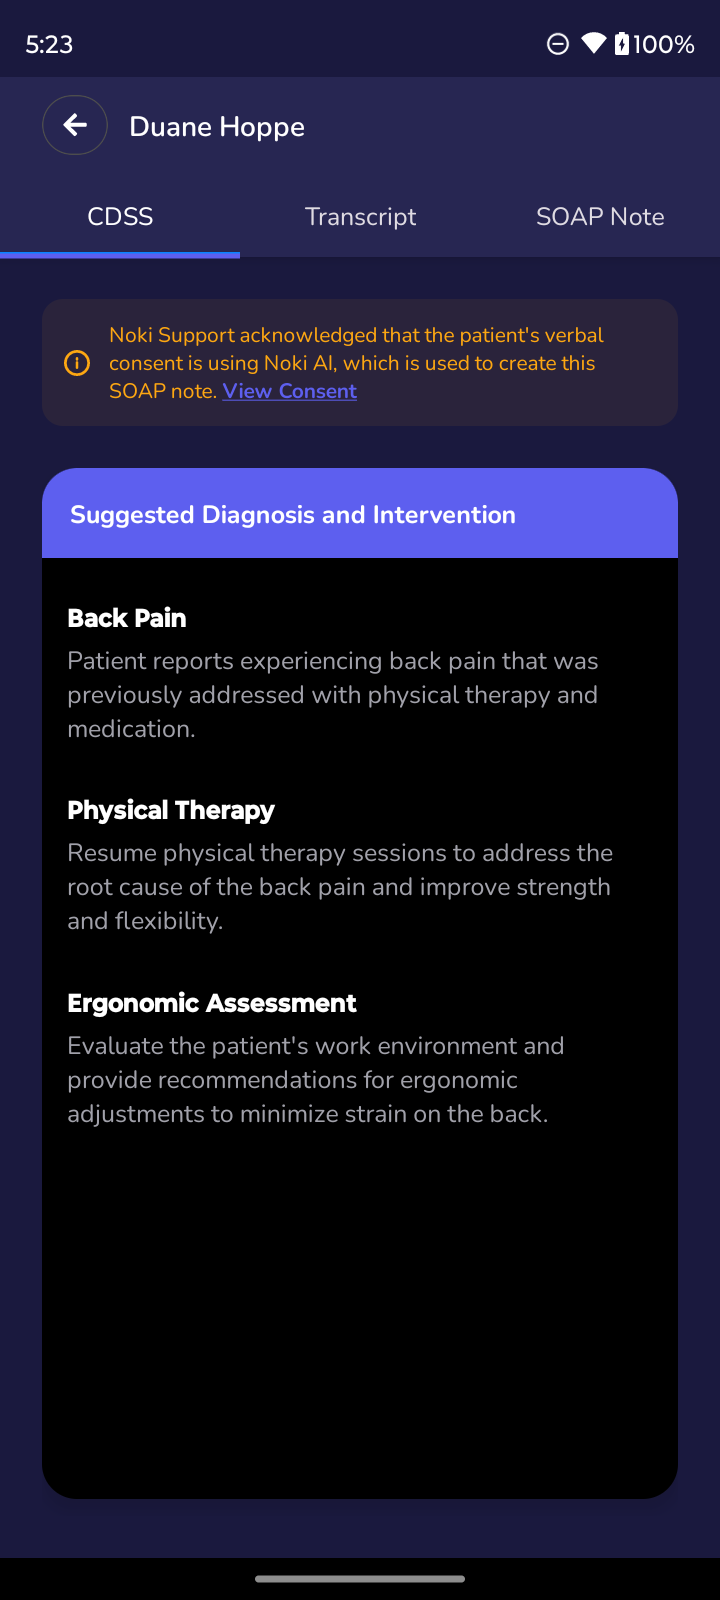 5:23
100%
Duane Hoppe
CDSS
Transcript
SOAP Note
Noki Support acknowledged that the patient's verbal
consent is using Noki AI, which is used to create this
SOAP note. View Consent
Suggested Diagnosis and Intervention
Back Pain
Patient reports experiencing back pain that was
previously addressed with physical therapy and
medication.
Physical Therapy
Resume physical therapy sessions to address the
root cause of the back pain and improve strength
and flexibility.
Ergonomic Assessment
Evaluate the patient's work environment and
provide recommendations for ergonomic
adjustments to minimize strain on the back.